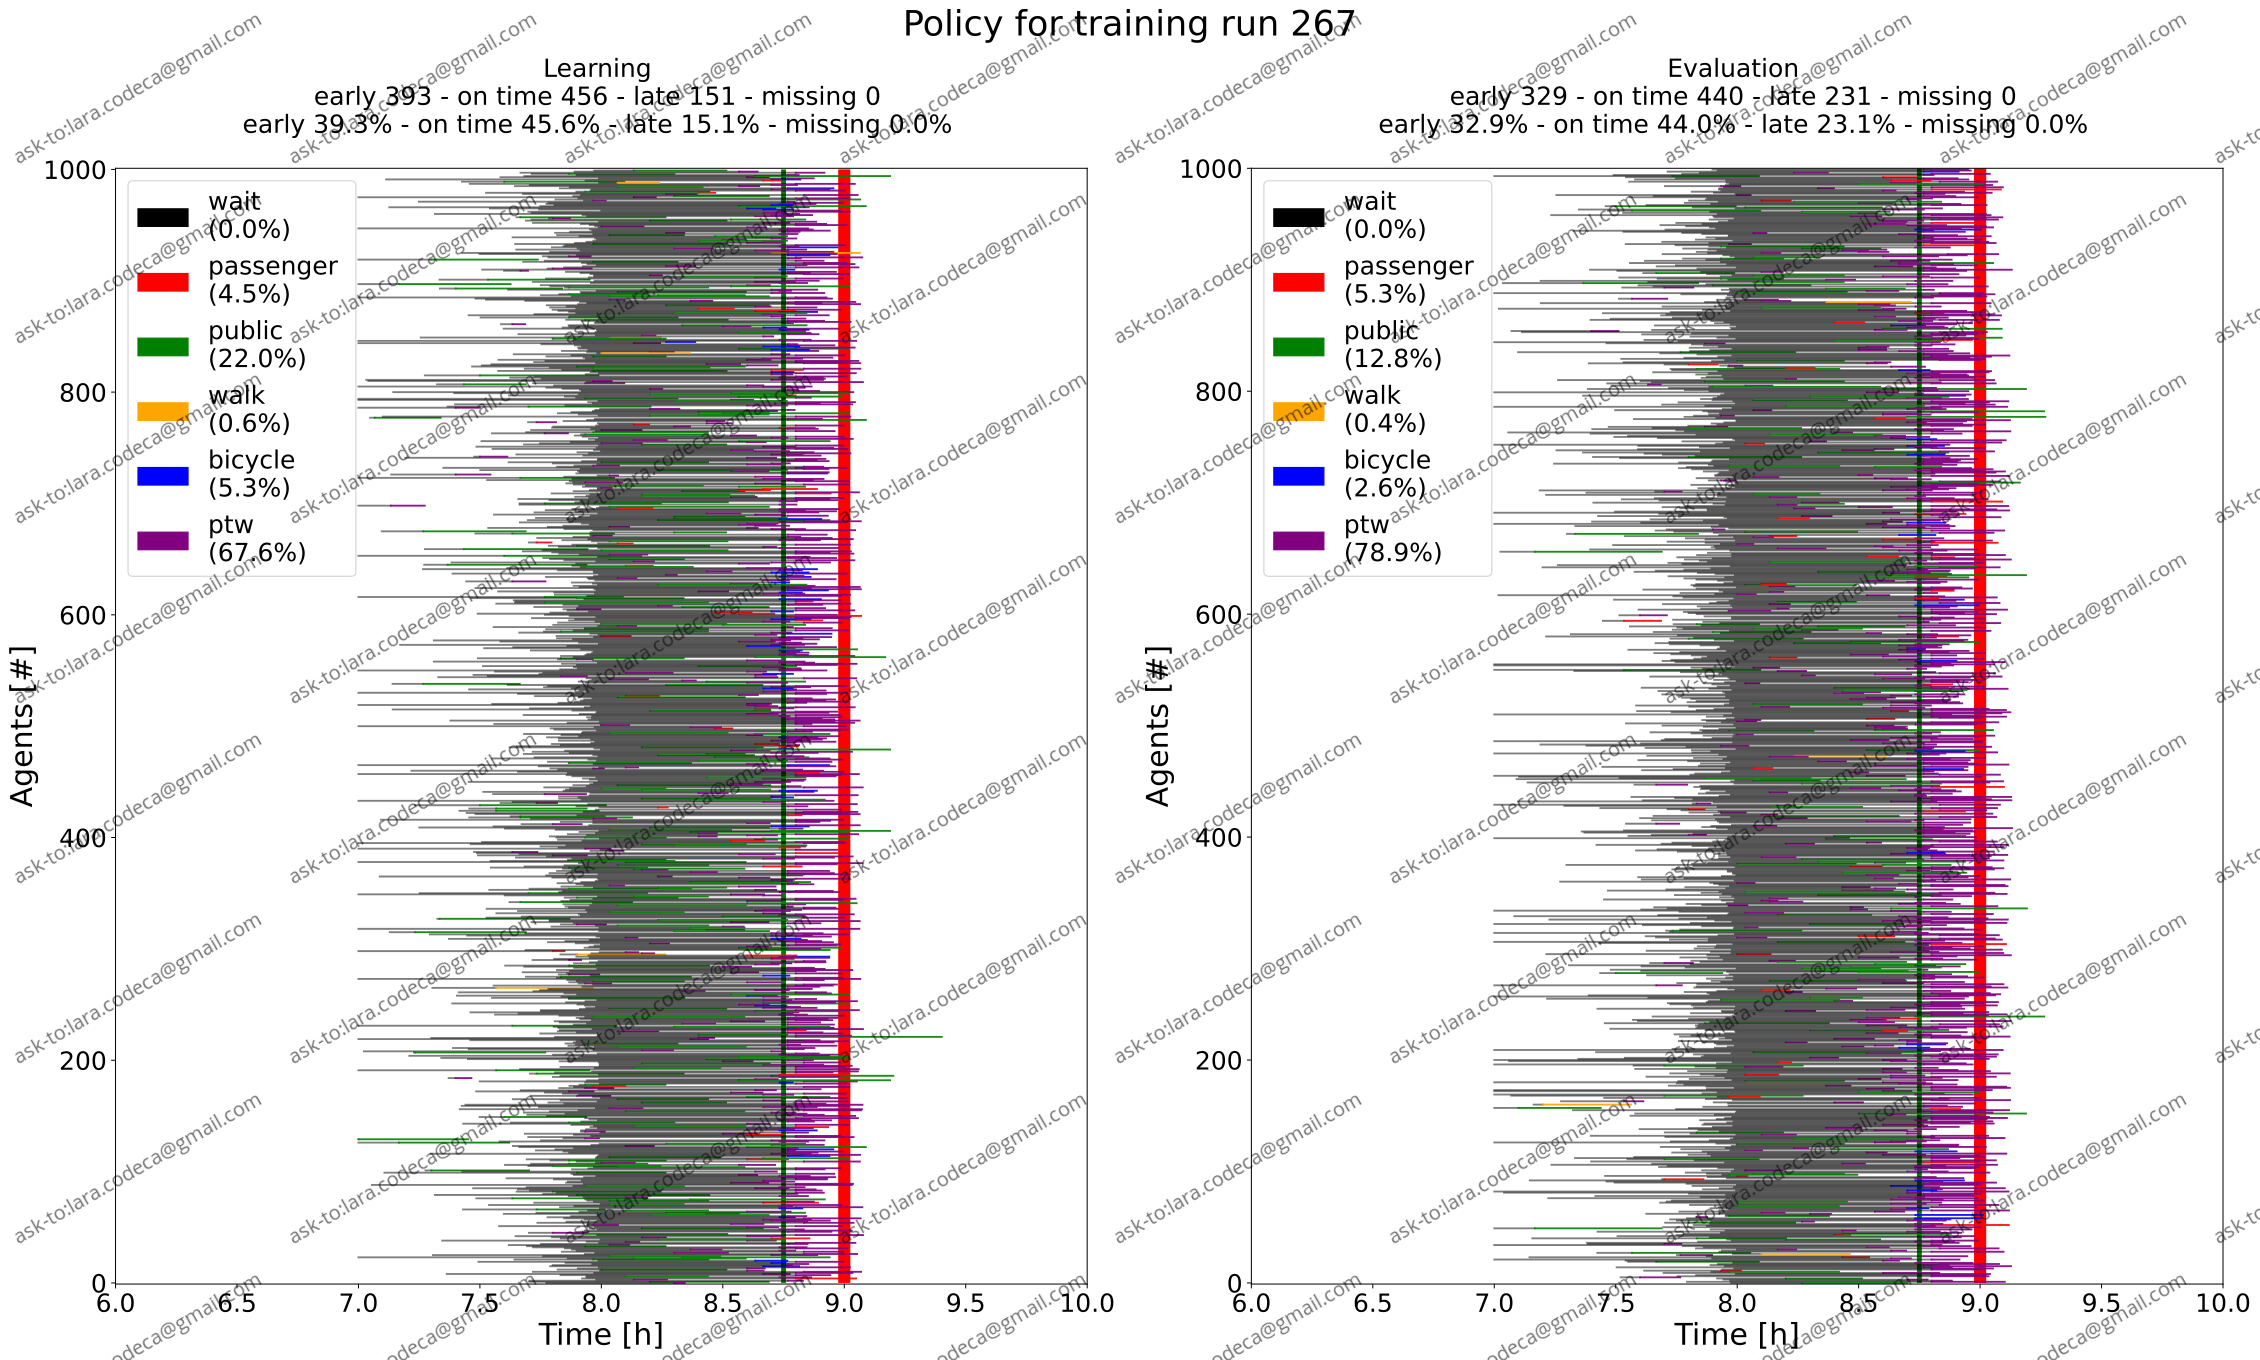 Policy for training run 267
Learning
early 393 - on time 456 - late 151 - missing 0
early 39.3% - on time 45.6% - late 15.1% - missing 0.0%
1000
800
600
400
200
0
Agents [#]
wait
(0.0%)
passenger
(4.5%)
public
(22.0%)
walk
(0.6%)
bicycle
(5.3%)
ptw
(67.6%)
6.0 6.5 7.0 7.5 8.0 8.5 9.0 9.5 10.0
Time [h]
Evaluation
early 329 - on time 440 - late 231 - missing 0
early 32.9% - on time 44.0% - late 23.1% - missing 0.0%
1000
800
600
400
200
0
Agents [#]
wait
(0.0%)
passenger
(5.3%)
public
(12.8%)
walk
(0.4%)
bicycle
(2.6%)
ptw
(78.9%)
6.0 6.5 7.0 7.5 8.0 8.5 9.0 9.5 10.0
Time [h]
ask-to:lara.codeca@gmail.com